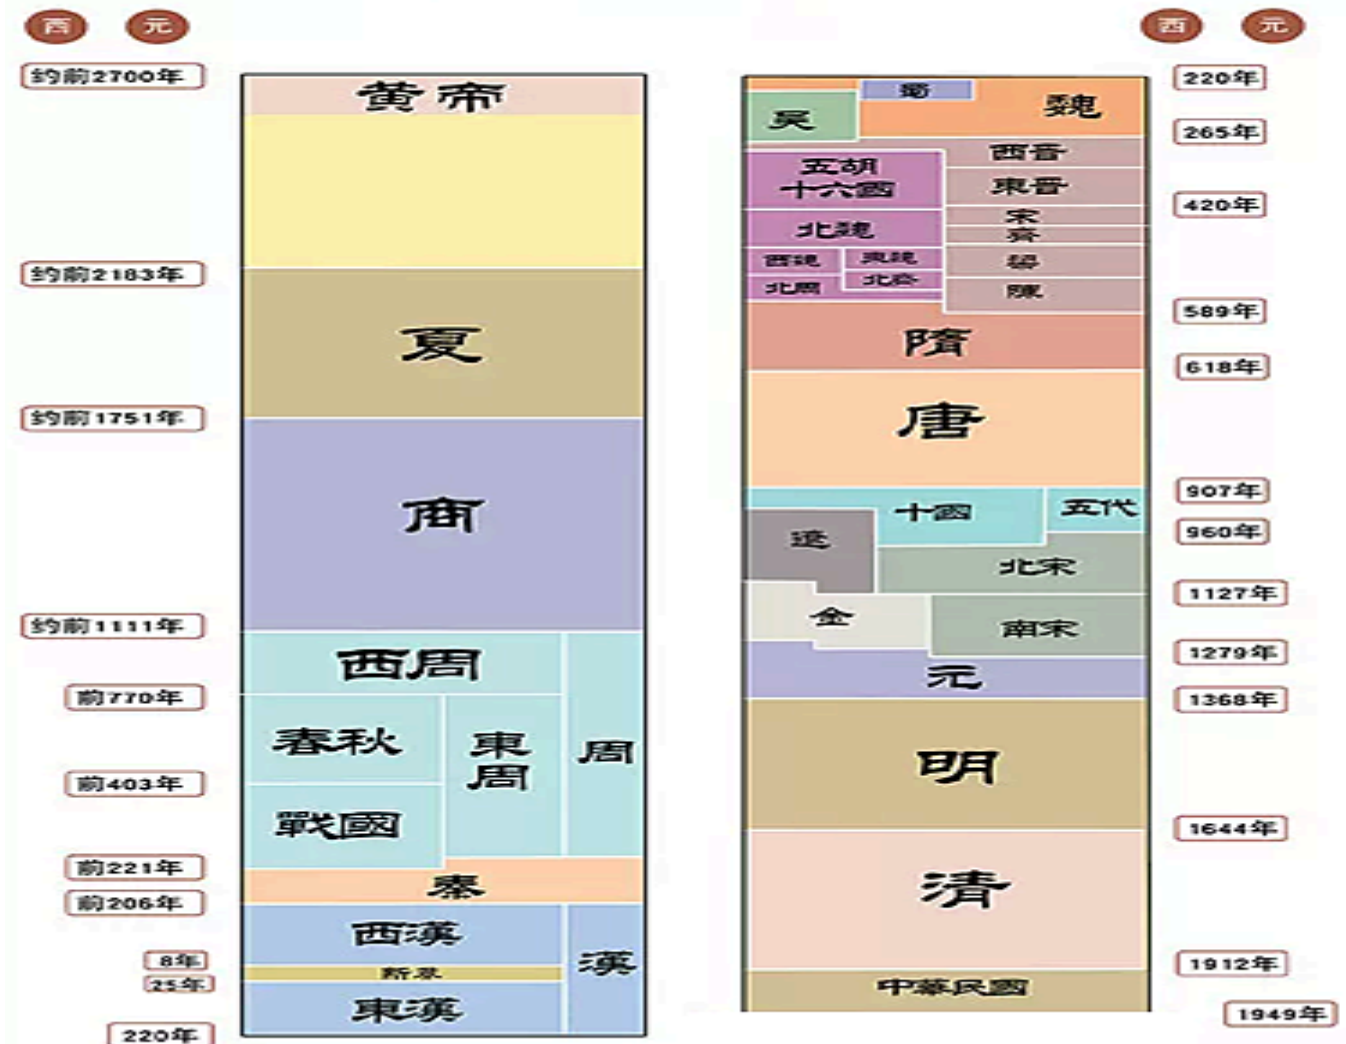 西 元
约前2700年
约前2183年
约前1751年
约前1111年
前770年
前403年
前221年
前206年
8年
25年
220年
黄帝
夏
商
西周
春秋
戰國
東周
周
秦
西漢
新莽
東漢
漢
蜀
魏
吴
西晋
五胡
十六國
東晋
宋
北魏
齊
西魏
東魏
梁
北周
北齊
陳
隋
唐
十國
五代
遼
北宋
金
南宋
元
明
清
中華民國
西 元
220年
265年
420年
589年
618年
907年
960年
1127年
1279年
1368年
1644年
1912年
1949年